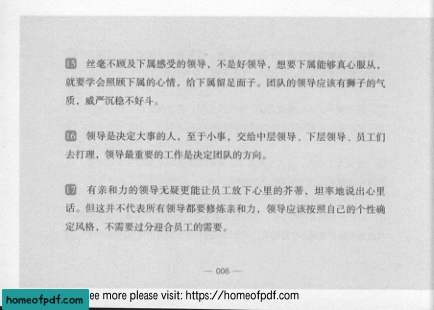 15 丝毫不顾及下属感受的领导，不是好领导，想要下属能够真心服从，
就要学会照顾下属的心情，给下属留足面子。团队的领导应该有狮子的气
质，威严沉稳不好斗。
16 领导是决定大事的人，至于小事，交给中层领导、下层领导、员工们
去打理，领导最重要的工作是决定团队的方向。
17 有亲和力的领导无疑更能让员工放下心里的芥蒂，坦率地说出心里
话。但这并不代表所有领导都要修炼亲和力，领导应该按照自己的个性确
定风格，不需要过分迎合员工的需要。
— 006 —
homeofpdf.com
ee more please visit: https://homeofpdf.com